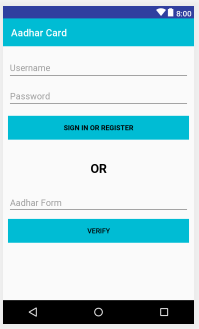 8:00
Aadhar Card
Username
Password
SIGN IN OR REGISTER
OR
Aadhar Form
VERIFY